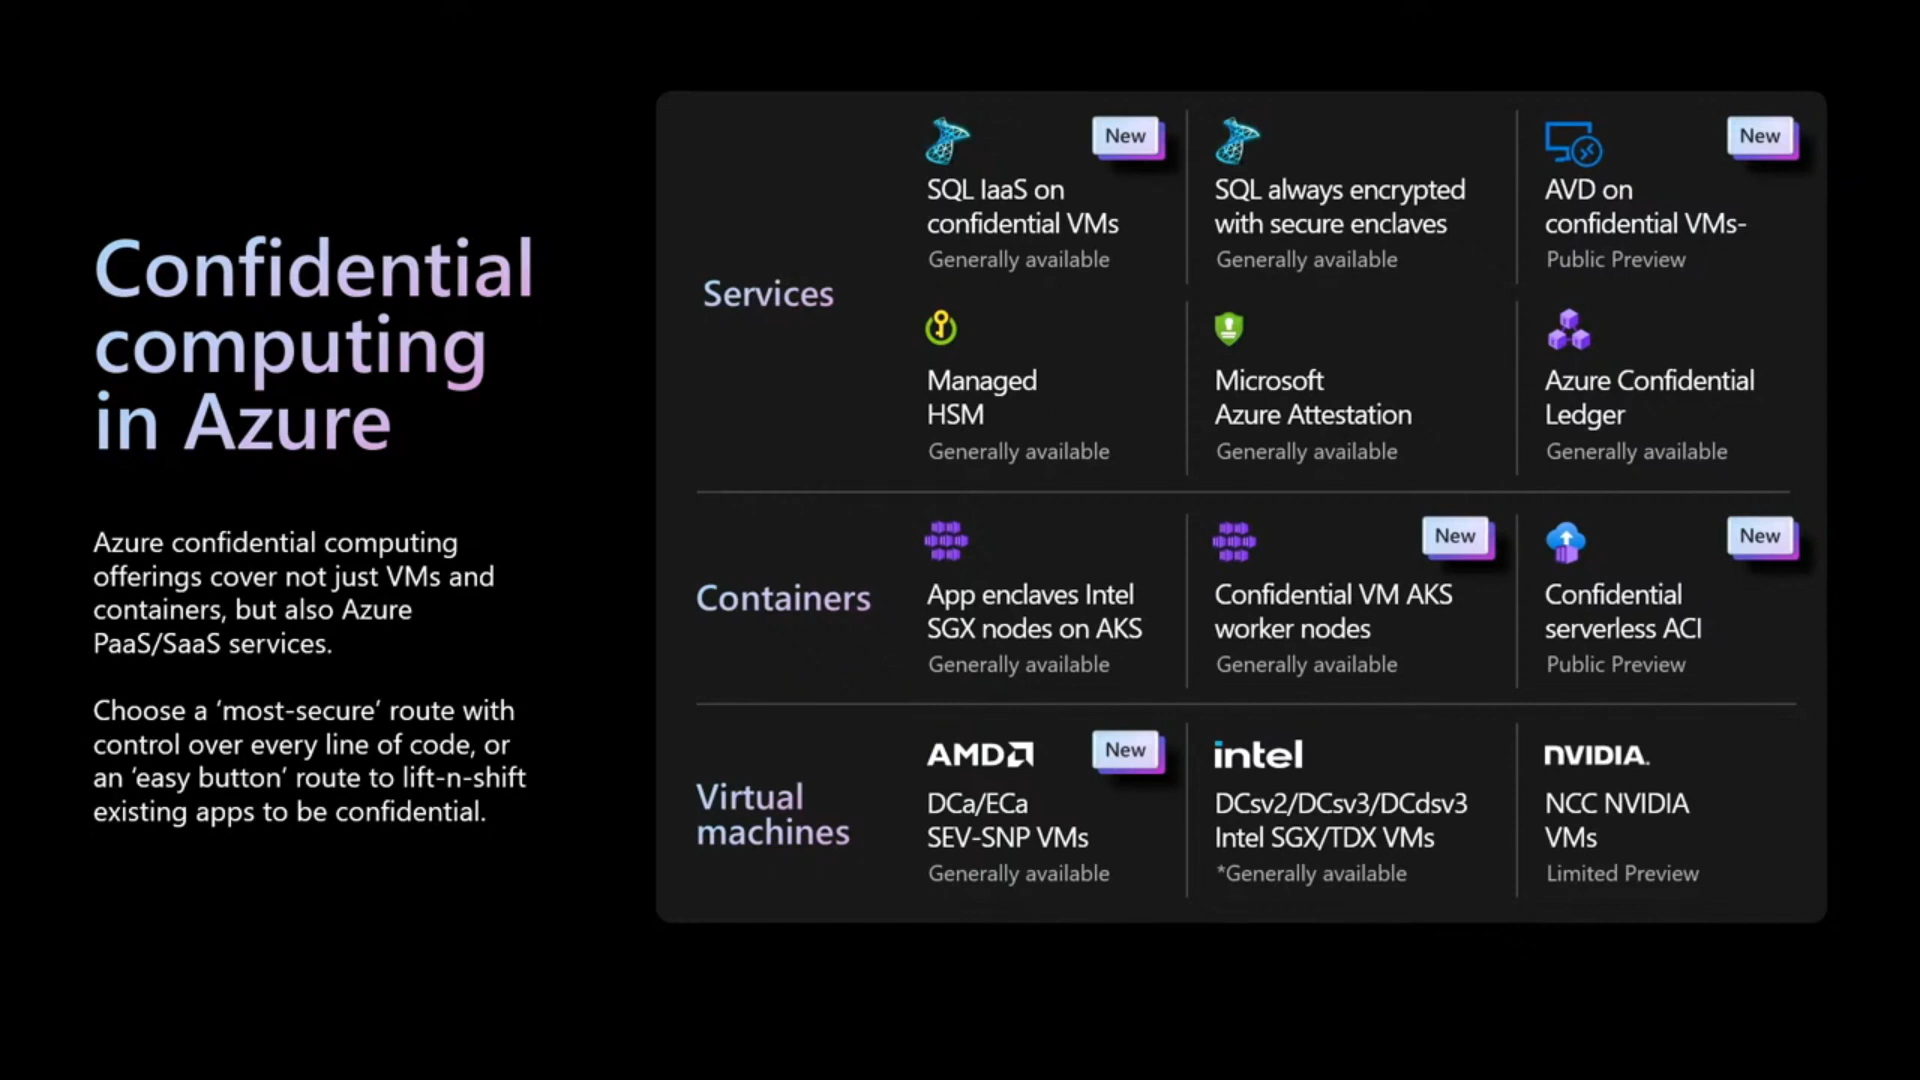 Confidential
computing
in Azure
Azure confidential computing
offerings cover not just VMs and
containers, but also Azure
PaaS/SaaS services.
Choose a ‘most-secure’ route with
control over every line of code, or
an ‘easy button’ route to lift-n-shift
existing apps to be confidential.
Services
New
SQL IaaS on
confidential VMs
Generally available
SQL always encrypted
with secure enclaves
Generally available
New
AVD on
confidential VMs-
Public Preview
Managed
HSM
Generally available
Microsoft
Azure Attestation
Generally available
Azure Confidential
Ledger
Generally available
Containers
App enclaves Intel
SGX nodes on AKS
Generally available
New
Confidential VM AKS
worker nodes
Generally available
New
Confidential
serverless ACI
Public Preview
Virtual
machines
AMD
New
DCa/ECa
SEV-SNP VMs
Generally available
intel
DCsv2/DCsv3/DCdsv3
Intel SGX/TDX VMs
*Generally available
NVIDIA.
NCC NVIDIA
VMs
Limited Preview